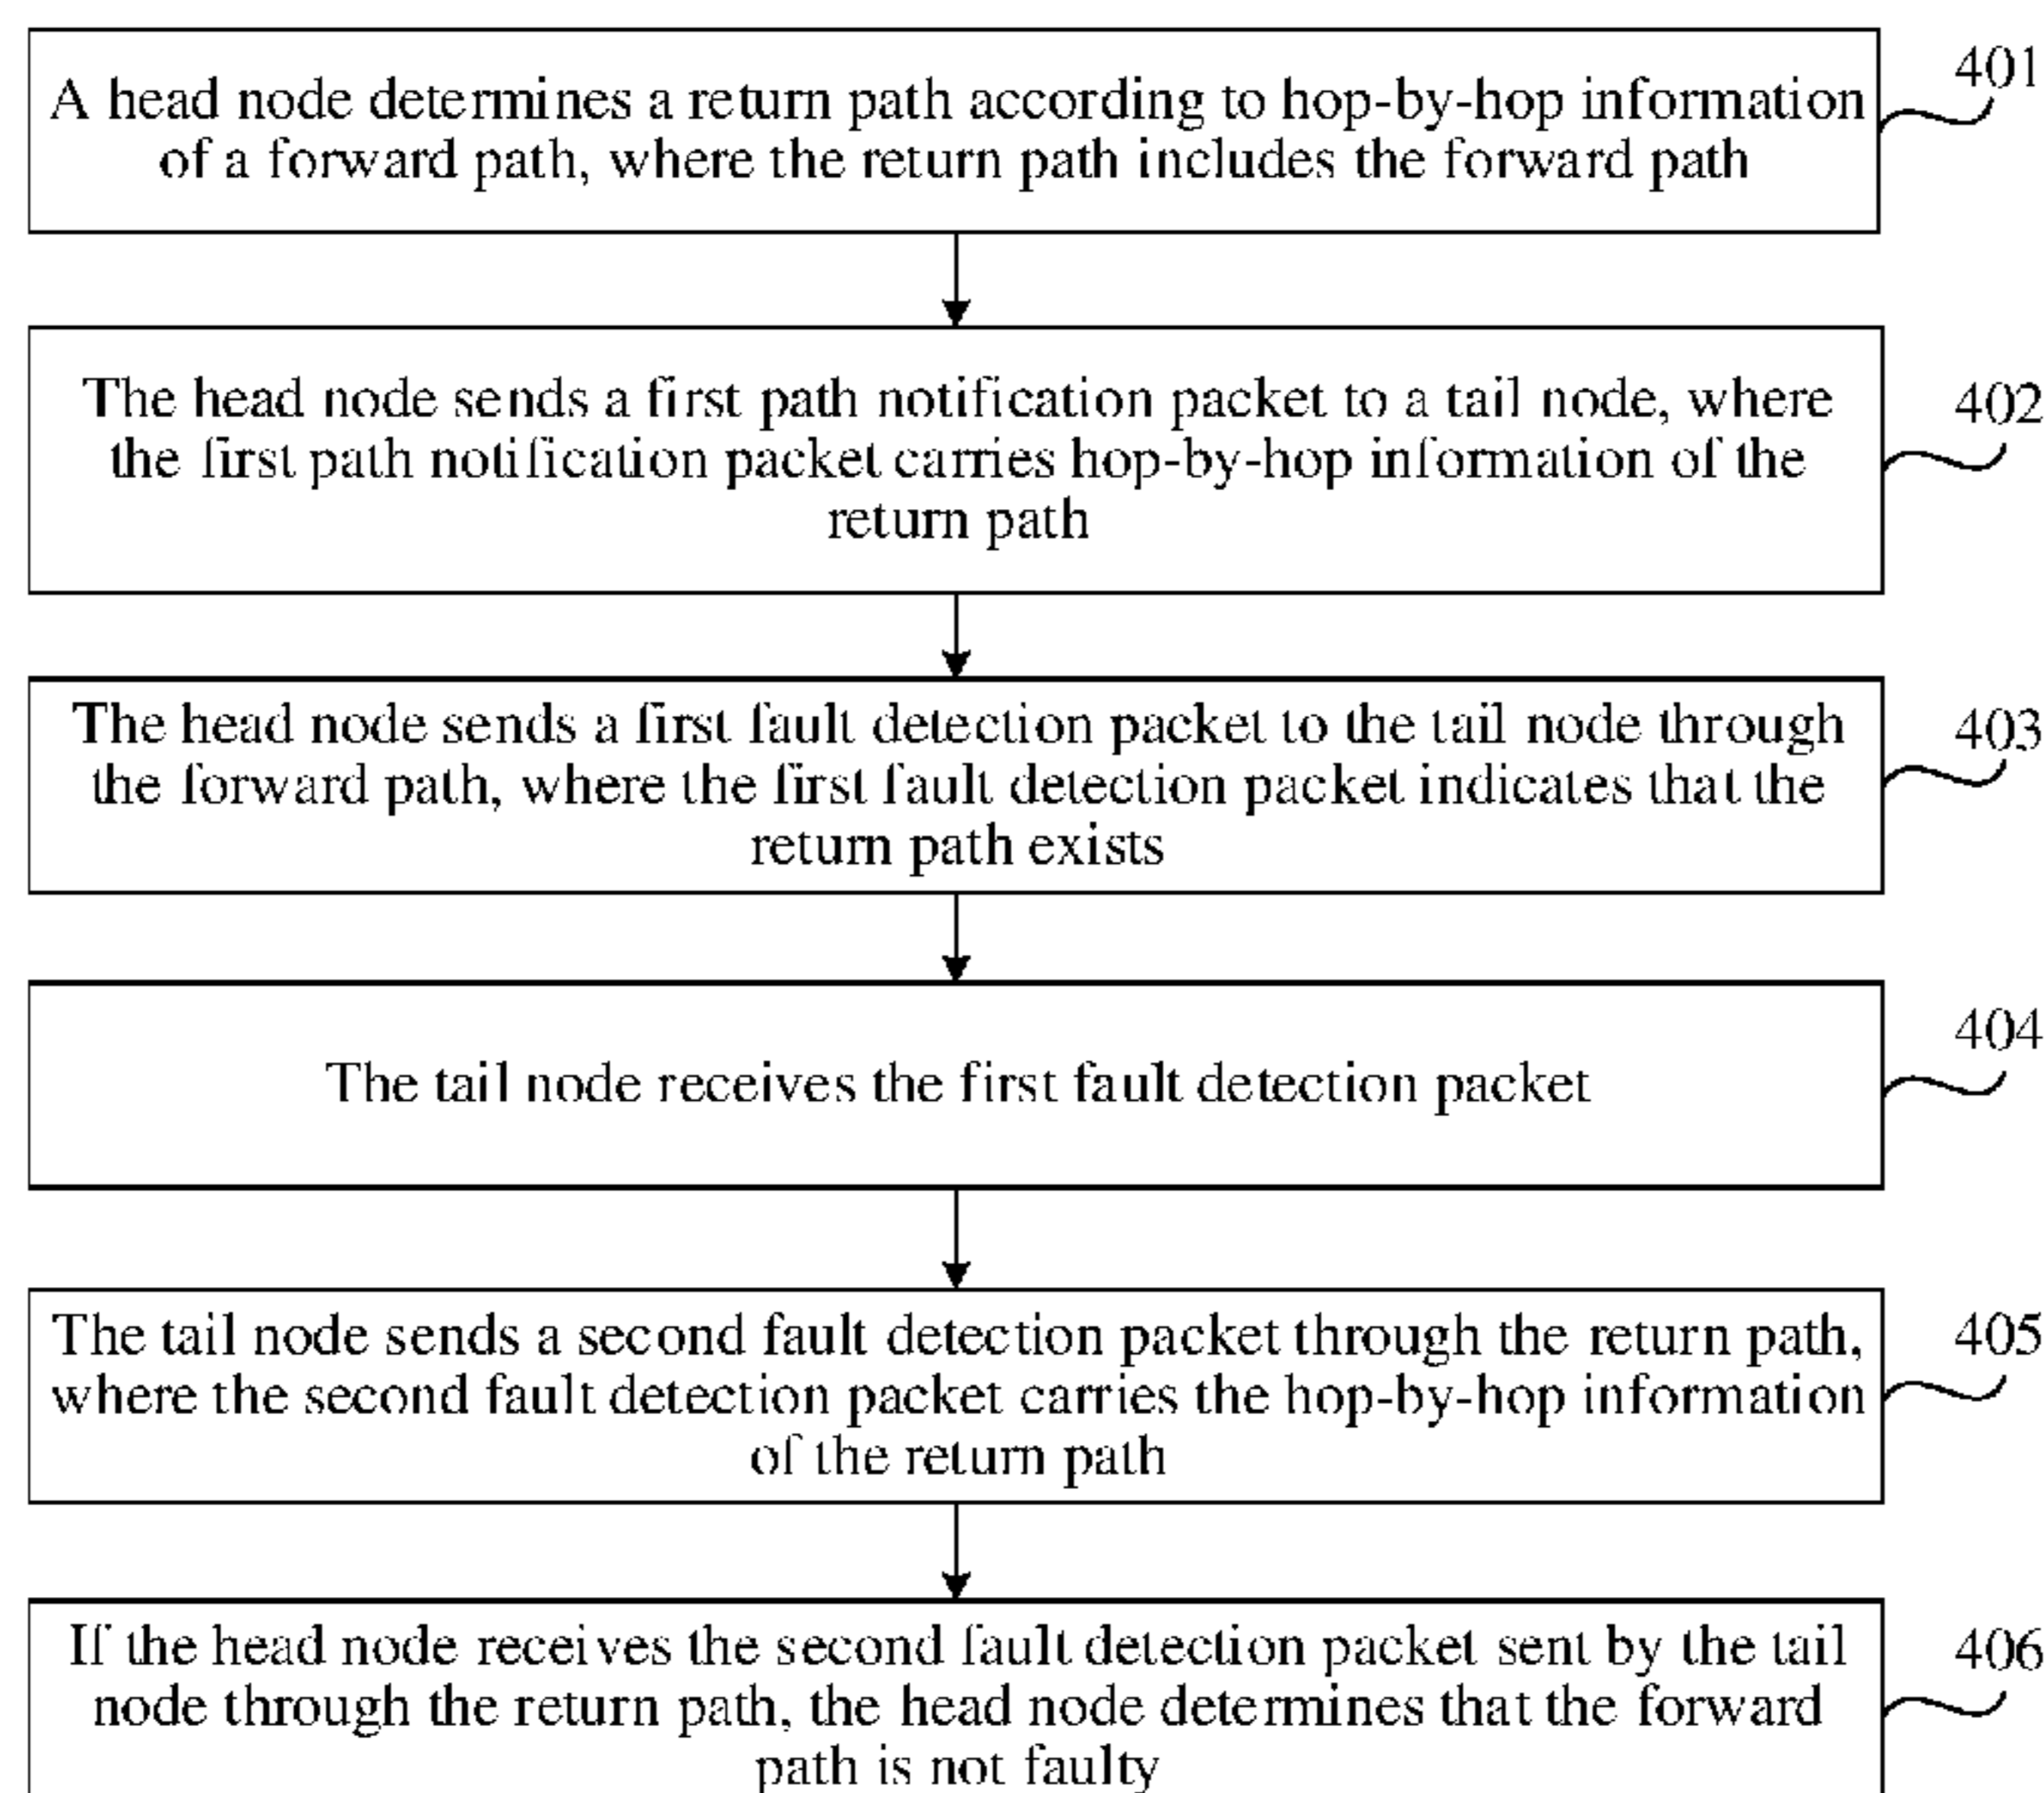 A head node determines a return path according to hop-by-hop information
of a forward path, where the return path includes the forward path
401
The head node sends a first path notification packet to a tail node, where
the first path notification packet carries hop-by-hop information of the
return path
402
The head node sends a first fault detection packet to the tail node through
the forward path, where the first fault detection packet indicates that the
return path exists
403
The tail node receives the first fault detection packet
404
The tail node sends a second fault detection packet through the return path,
where the second fault detection packet carries the hop-by-hop information
of the return path
405
If the head node receives the second fault detection packet sent by the tail
node through the return path, the head node determines that the forward
path is not faulty
406